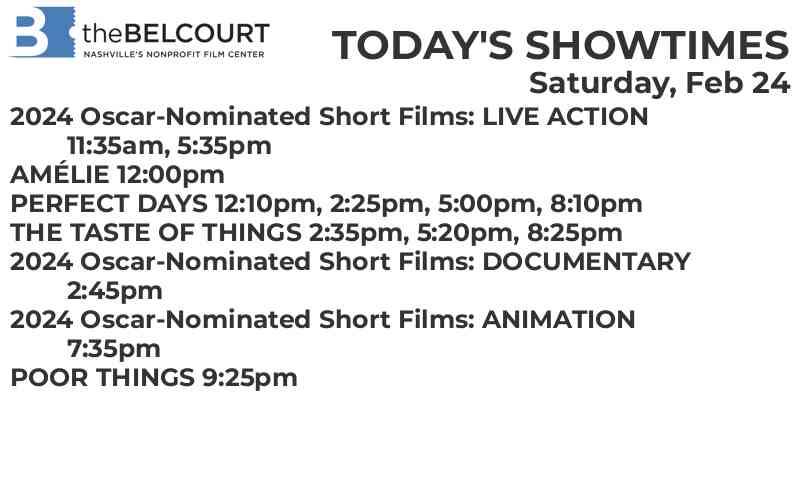 B theBELCOURT
NASHVILLE'S NONPROFIT FILM CENTER
TODAY'S SHOWTIMES
Saturday, Feb 24
2024 Oscar-Nominated Short Films: LIVE ACTION
11:35am, 5:35pm
AMÉLIE 12:00pm
PERFECT DAYS 12:10pm, 2:25pm, 5:00pm, 8:10pm
THE TASTE OF THINGS 2:35pm, 5:20pm, 8:25pm
2024 Oscar-Nominated Short Films: DOCUMENTARY
2:45pm
2024 Oscar-Nominated Short Films: ANIMATION
7:35pm
POOR THINGS 9:25pm